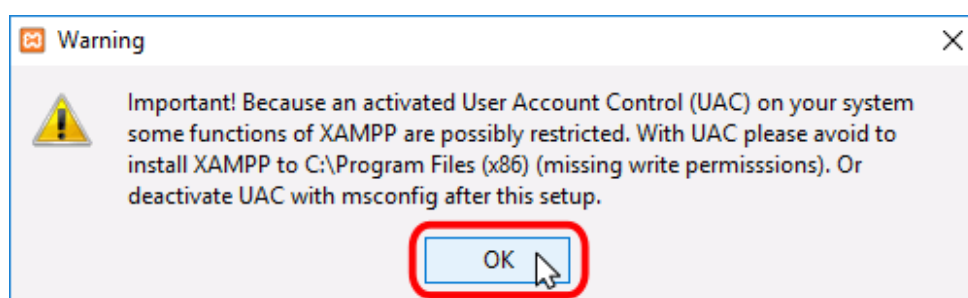 Warning
Important! Because an activated User Account Control (UAC) on your system
some functions of XAMPP are possibly restricted. With UAC please avoid to
install XAMPP to C:\Program Files (x86) (missing write permisssions). Or
deactivate UAC with msconfig after this setup.
OK